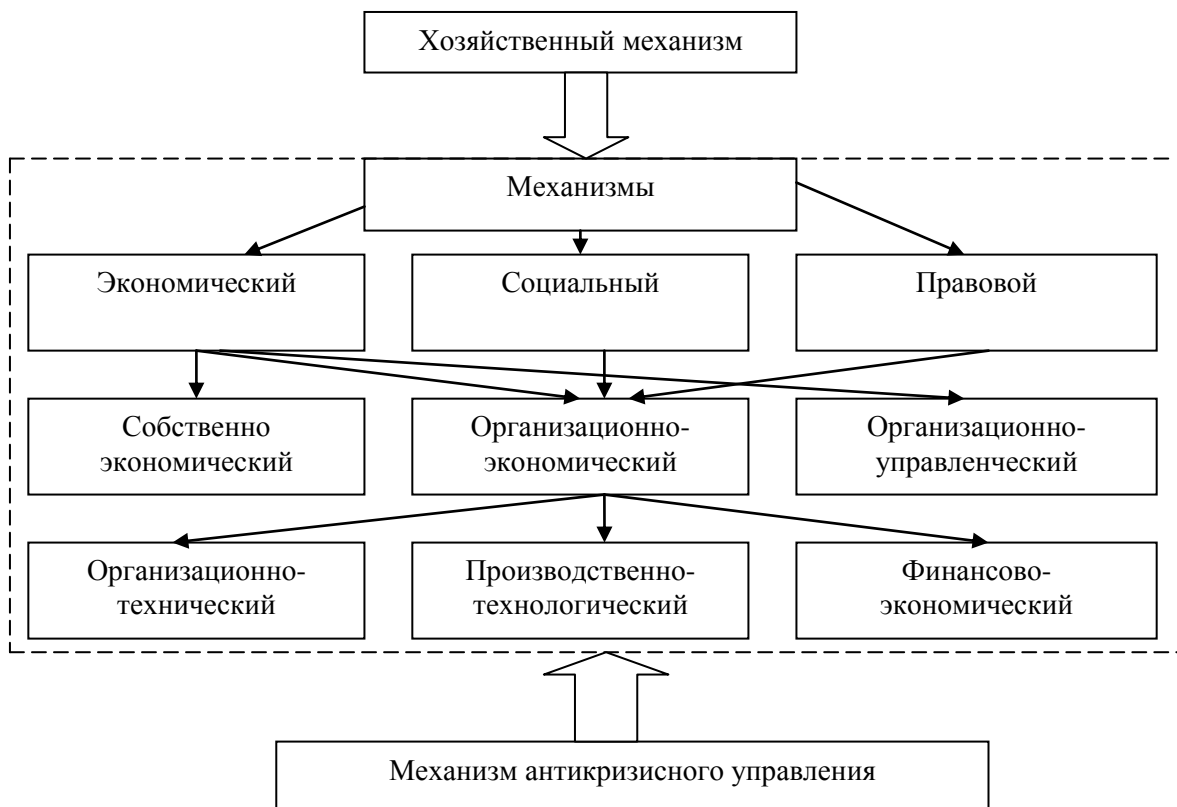 Хозяйственный механизм
Механизмы
Экономический
Социальный
Правовой
Собственно
экономический
Организационно-
экономический
Организационно-
управленческий
Организационно-
технический
Производственно-
технологический
Финансово-
экономический
Механизм антикризисного управления